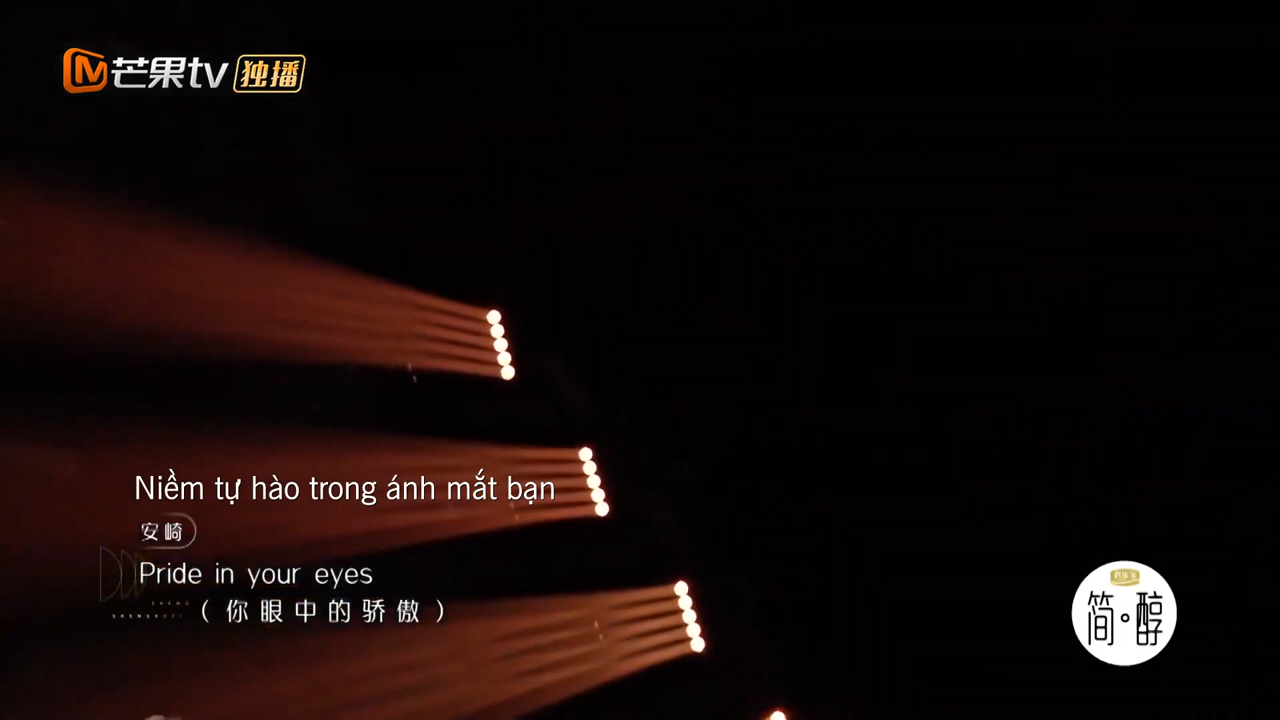 芒果tv 独播
Niềm tự hào trong ánh mắt bạn
安崎
Pride in your eyes
（你眼中的骄傲）
简醇